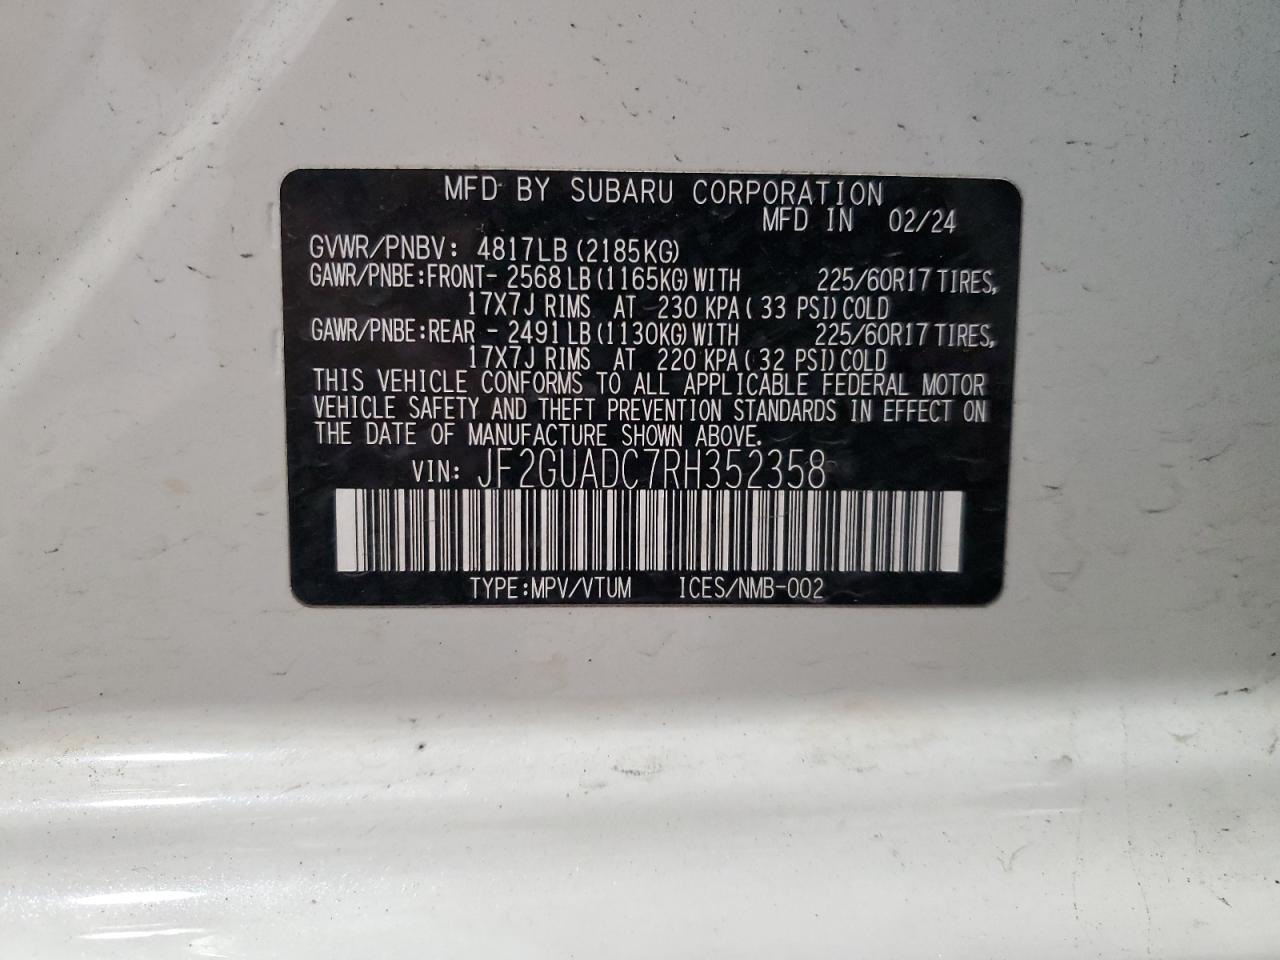 MFD BY SUBARU CORPORATION
MFD IN 02/24
GVWR/PNBV: 4817LB (2185KG)
GAWR/PNBE:FRONT- 2568 LB (1165KG) WITH 225/60R17 TIRES,
17X7J RIMS AT 230 KPA ( 33 PSI) COLD
GAWR/PNBE:REAR - 2491 LB (1130KG) WITH 225/60R17 TIRES,
17X7J RIMS AT 220 KPA ( 32 PSI) COLD
THIS VEHICLE CONFORMS TO ALL APPLICABLE FEDERAL MOTOR
VEHICLE SAFETY AND THEFT PREVENTION STANDARDS IN EFFECT ON
THE DATE OF MANUFACTURE SHOWN ABOVE.
VIN: JF2GUADC7RH352358
TYPE:MPV/VTUM ICES/NMB-002